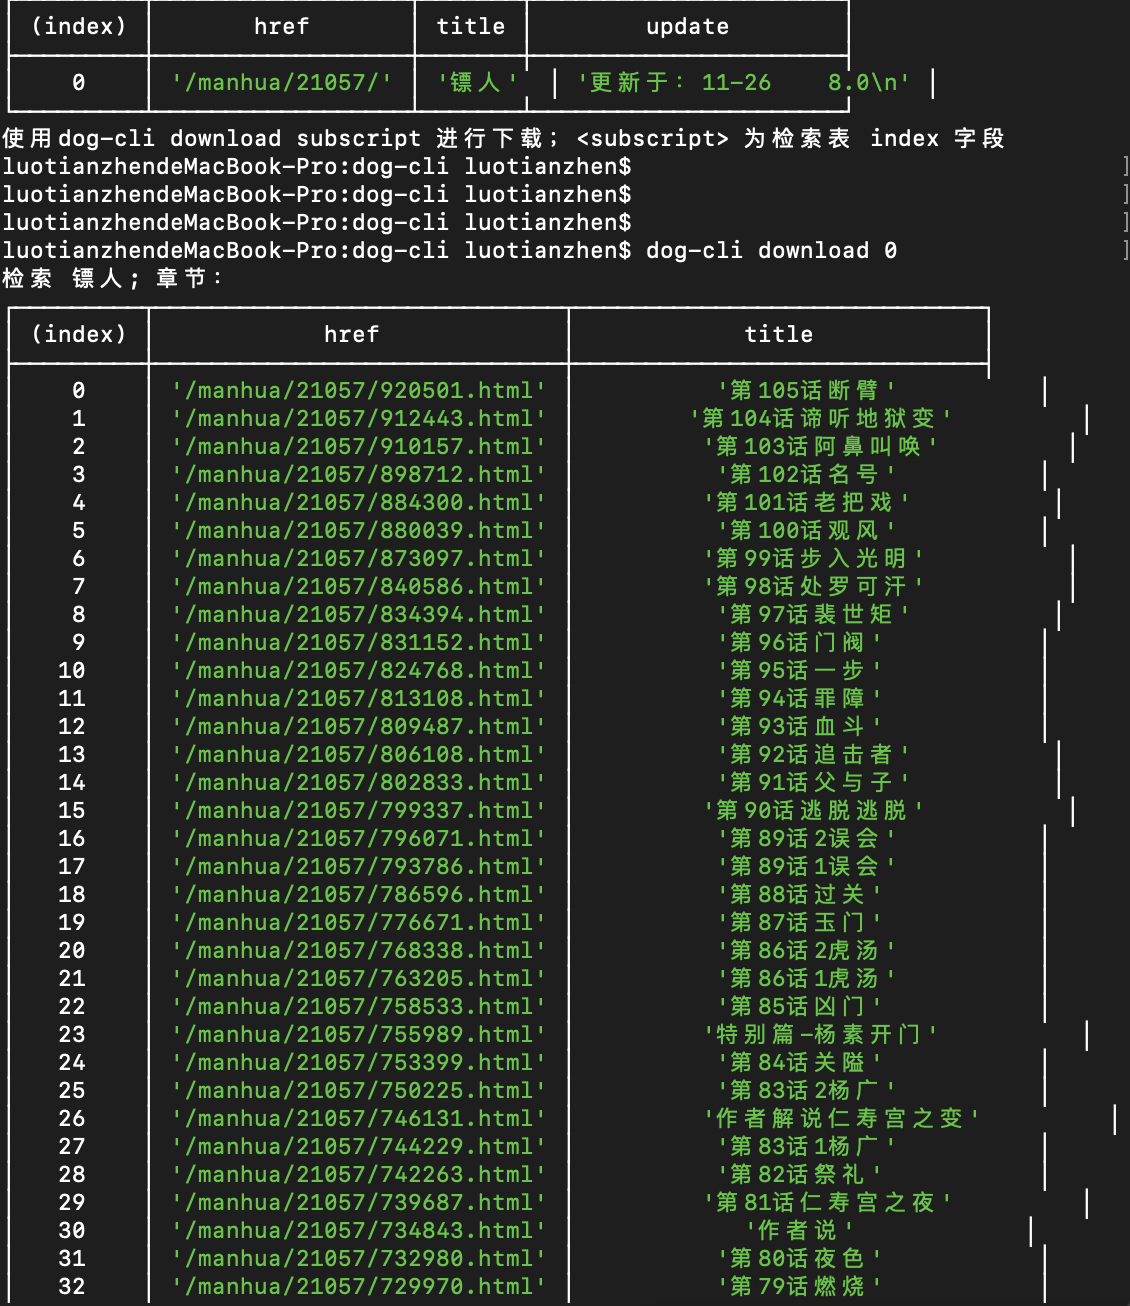 (index) href title update
0 '/manhua/21057/' '镖人' '更新于：11-26    8.0\n'
使用dog-cli download subscript 进行下载；<subscript> 为检索表 index 字段
luotianzhendeMacBook-Pro:dog-cli luotianzhen$
luotianzhendeMacBook-Pro:dog-cli luotianzhen$
luotianzhendeMacBook-Pro:dog-cli luotianzhen$
luotianzhendeMacBook-Pro:dog-cli luotianzhen$ dog-cli download 0
检索 镖人; 章节：
(index) href title
0 '/manhua/21057/920501.html' '第105话断臂'
1 '/manhua/21057/912443.html' '第104话谛听地狱变'
2 '/manhua/21057/910157.html' '第103话阿鼻叫唤'
3 '/manhua/21057/898712.html' '第102话名号'
4 '/manhua/21057/884300.html' '第101话老把戏'
5 '/manhua/21057/880039.html' '第100话观风'
6 '/manhua/21057/873097.html' '第99话步入光明'
7 '/manhua/21057/840586.html' '第98话处罗可汗'
8 '/manhua/21057/834394.html' '第97话裴世矩'
9 '/manhua/21057/831152.html' '第96话门阀'
10 '/manhua/21057/824768.html' '第95话一步'
11 '/manhua/21057/813108.html' '第94话罪障'
12 '/manhua/21057/809487.html' '第93话血斗'
13 '/manhua/21057/806108.html' '第92话追击者'
14 '/manhua/21057/802833.html' '第91话父与子'
15 '/manhua/21057/799337.html' '第90话逃脱逃脱'
16 '/manhua/21057/796071.html' '第89话2误会'
17 '/manhua/21057/793786.html' '第89话1误会'
18 '/manhua/21057/786596.html' '第88话过关'
19 '/manhua/21057/776671.html' '第87话玉门'
20 '/manhua/21057/768338.html' '第86话2虎汤'
21 '/manhua/21057/763205.html' '第86话1虎汤'
22 '/manhua/21057/758533.html' '第85话凶门'
23 '/manhua/21057/755989.html' '特别篇-杨素开门'
24 '/manhua/21057/753399.html' '第84话关隘'
25 '/manhua/21057/750225.html' '第83话2杨广'
26 '/manhua/21057/746131.html' '作者解说仁寿宫之变'
27 '/manhua/21057/744229.html' '第83话1杨广'
28 '/manhua/21057/742263.html' '第82话祭礼'
29 '/manhua/21057/739687.html' '第81话仁寿宫之夜'
30 '/manhua/21057/734843.html' '作者说'
31 '/manhua/21057/732980.html' '第80话夜色'
32 '/manhua/21057/729970.html' '第79话燃烧'